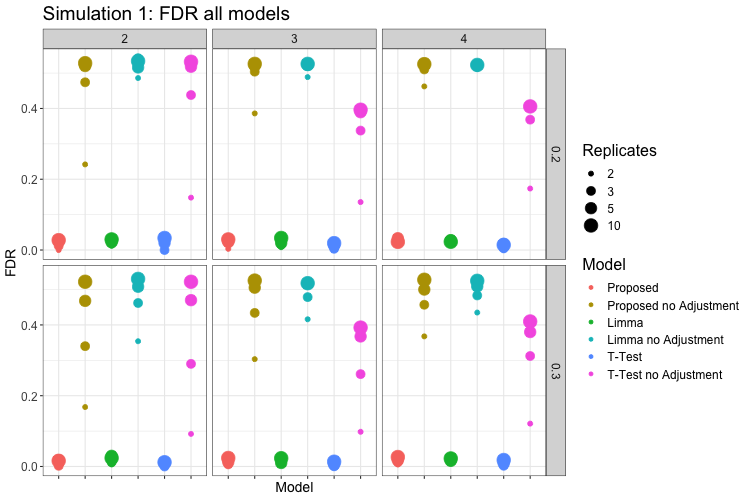 Simulation 1: FDR all models
2 3 4
0.4
0.2
0.0
0.2
0.4
0.2
0.0
0.3
FDR
Model
Replicates
2
3
5
10
Model
Proposed
Proposed no Adjustment
Limma
Limma no Adjustment
T-Test
T-Test no Adjustment